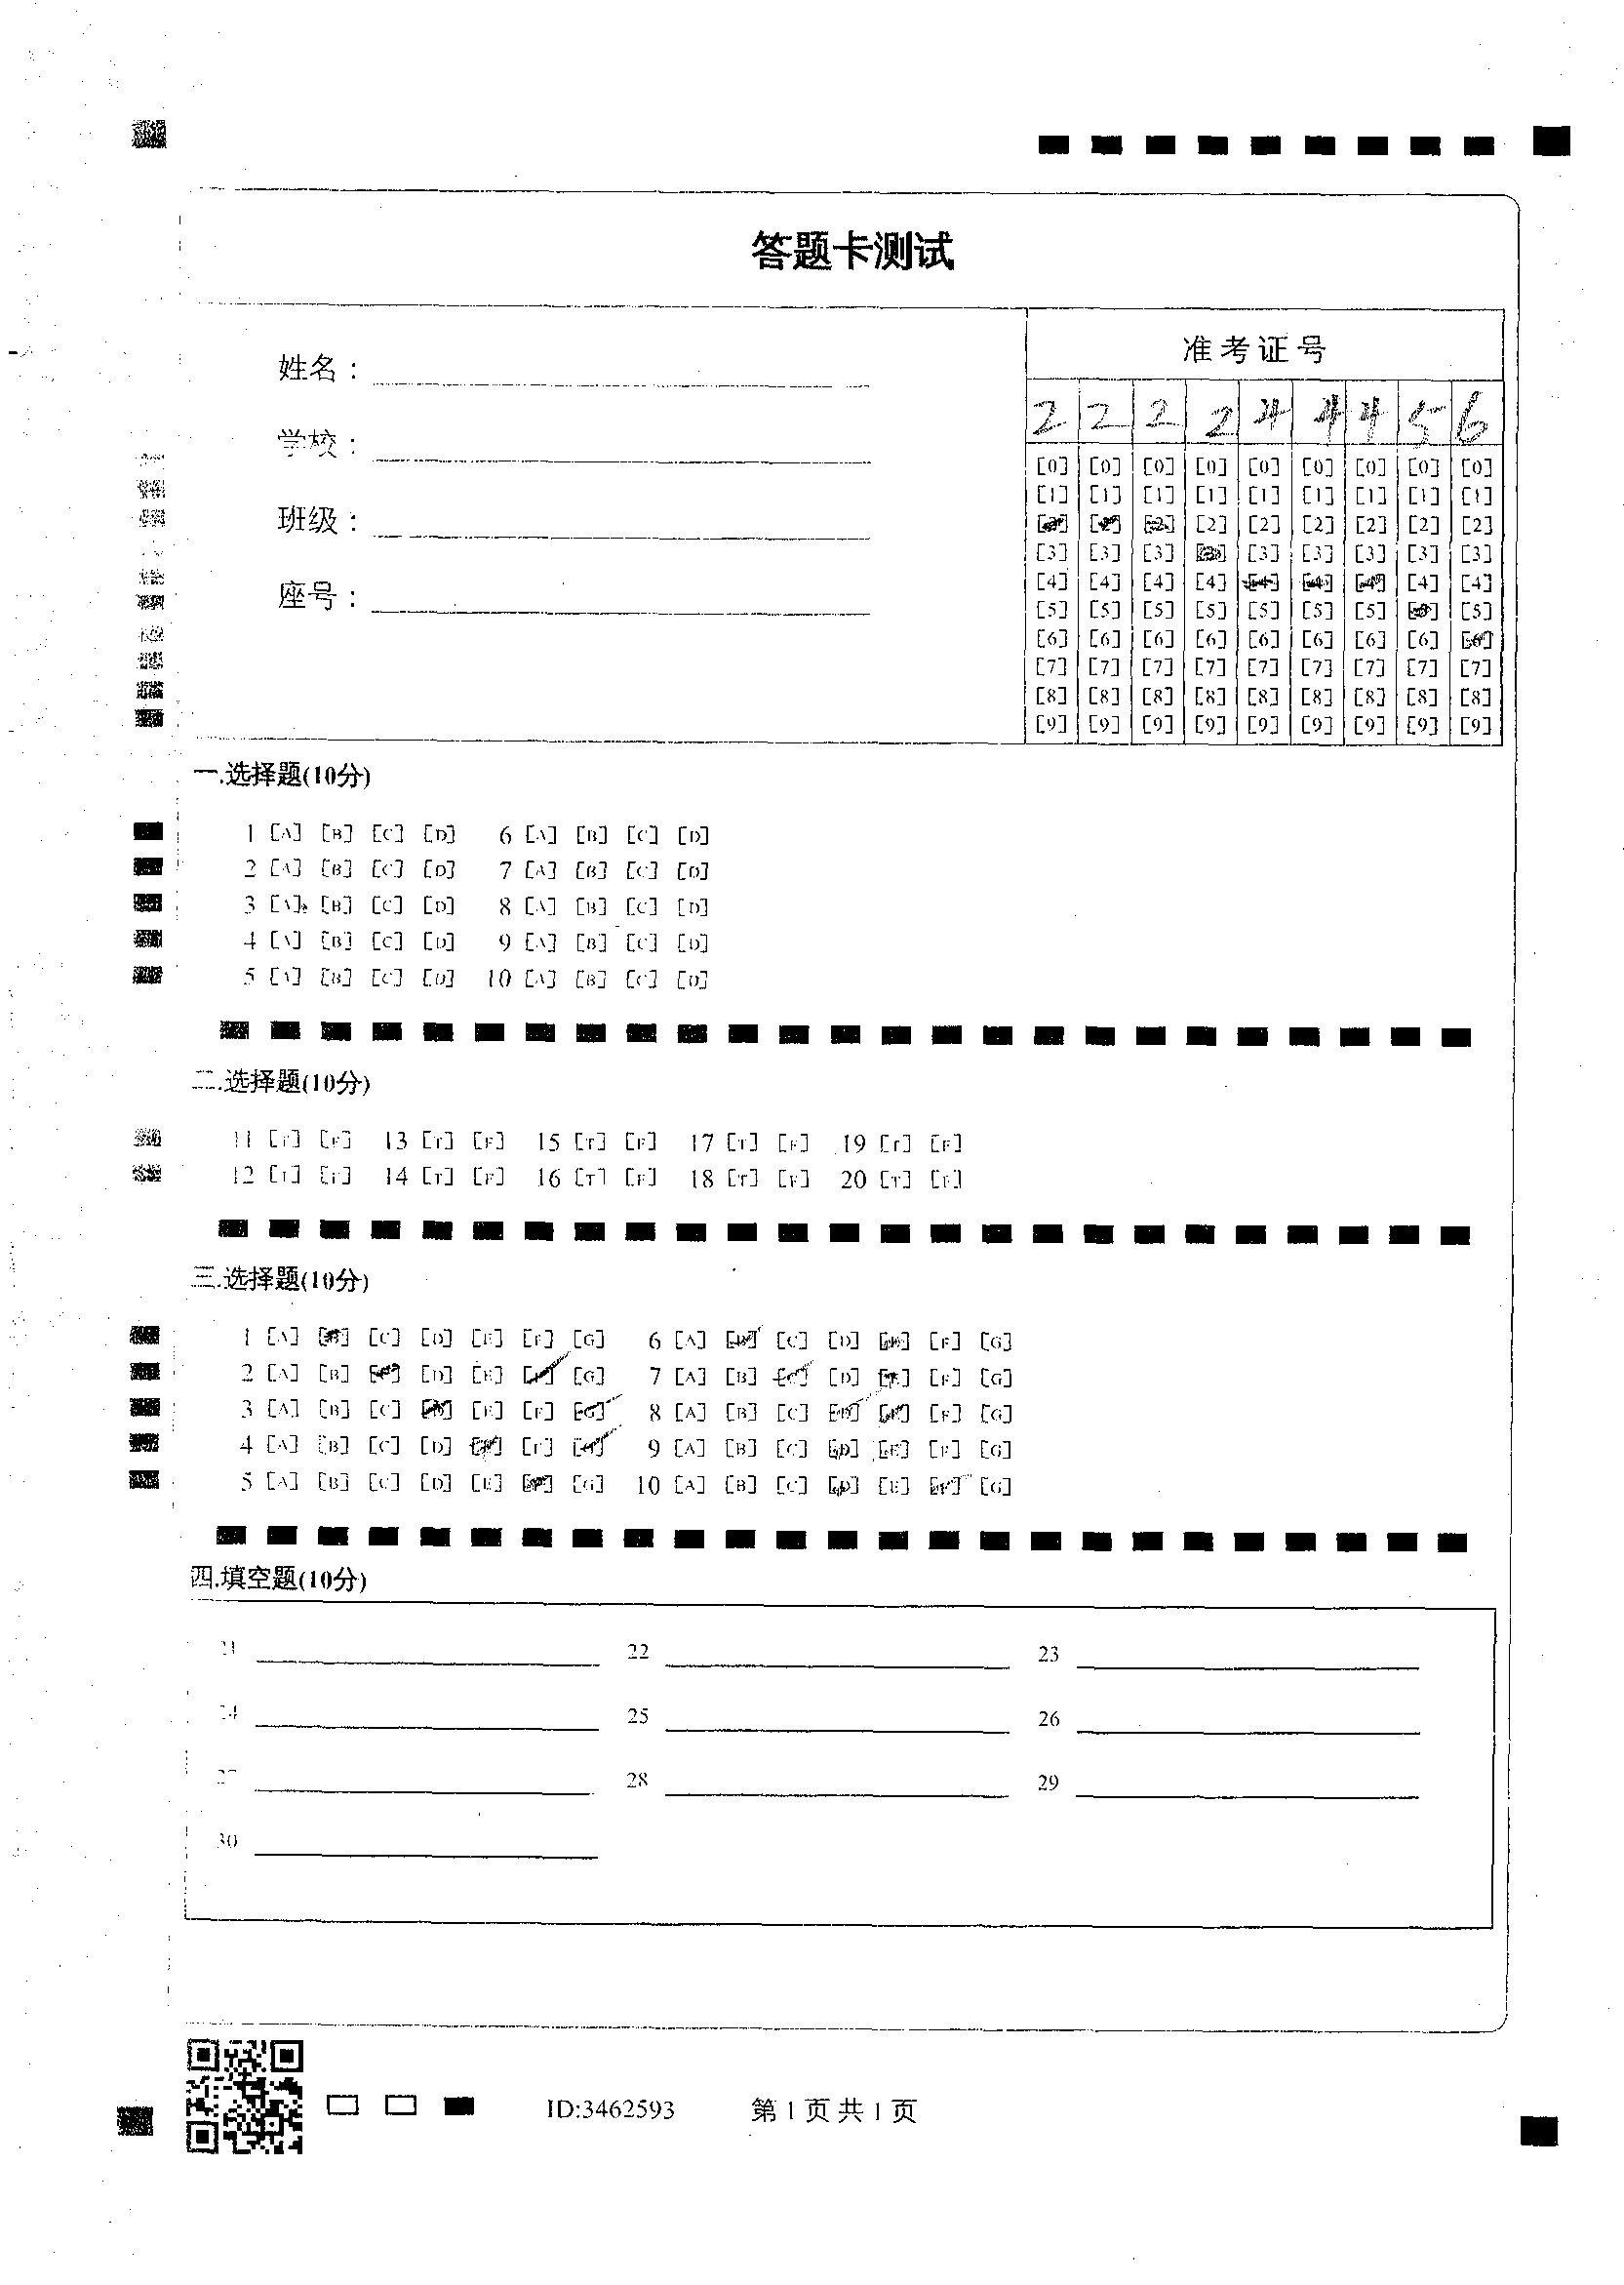 答题卡测试
姓名：
学校：
班级：
座号：
准考证号
2 2 2 2 4 4 4 5 6
[0] [0] [0] [0] [0] [0] [0] [0] [0]
[1] [1] [1] [1] [1] [1] [1] [1] [1]
[2] [2] [2] [2] [2] [2]
[3] [3] [3] [3] [3] [3] [3] [3]
[4] [4] [4] [4] [4] [4] [4] [4] [4]
[5] [5] [5] [5] [5] [5] [5] [5]
[6] [6] [6] [6] [6] [6] [6] [6] [6]
[7] [7] [7] [7] [7] [7] [7] [7] [7]
[8] [8] [8] [8] [8] [8] [8] [8] [8]
[9] [9] [9] [9] [9] [9] [9] [9] [9]
一.选择题(10分)
1 [A] [B] [C] [D] 6 [A] [B] [C] [D]
2 [A] [B] [C] [D] 7 [A] [B] [C] [D]
3 [A] [B] [C] [D] 8 [A] [B] [C] [D]
4 [A] [B] [C] [D] 9 [A] [B] [C] [D]
5 [A] [B] [C] [D] 10 [A] [B] [C] [D]
二.选择题(10分)
11 [T] [F] 13 [T] [F] 15 [T] [F] 17 [T] [F] 19 [T] [F]
12 [T] [F] 14 [T] [F] 16 [T] [F] 18 [T] [F] 20 [T] [F]
三.选择题(10分)
1 [A] [C] [D] [E] [F] [G] 6 [A] [C] [D] [F] [G]
2 [A] [B] [D] [E] [G] 7 [A] [B] [C] [D] [E] [F] [G]
3 [A] [B] [C] [E] [F] [G] 8 [A] [B] [C] [D] [F] [G]
4 [A] [B] [C] [D] [F] 9 [A] [B] [C] [D] [E] [F] [G]
5 [A] [B] [C] [D] [E] [G] 10 [A] [B] [C] [D] [E] [F] [G]
四.填空题(10分)
21 22 23
24 25 26
27 28 29
30
ID:3462593 第1页共1页